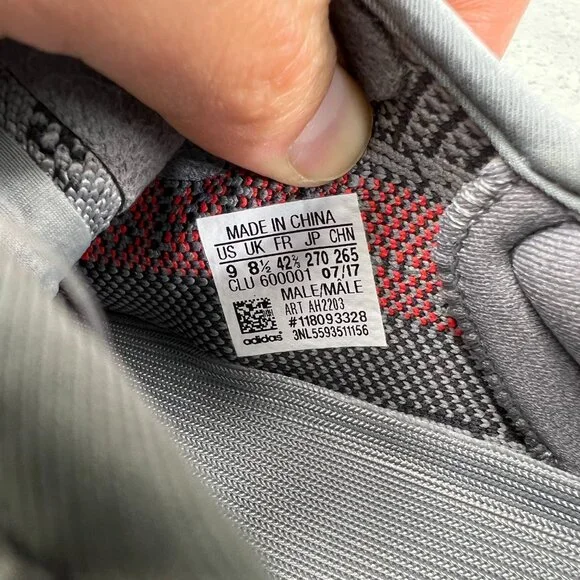 MADE IN CHINA
US UK FR JP CHN
9 8½ 42⅔ 270 265
CLU 600001 07/17
MALE/MÂLE
ART AH2203
#118093328
adidas 3NL5593511156